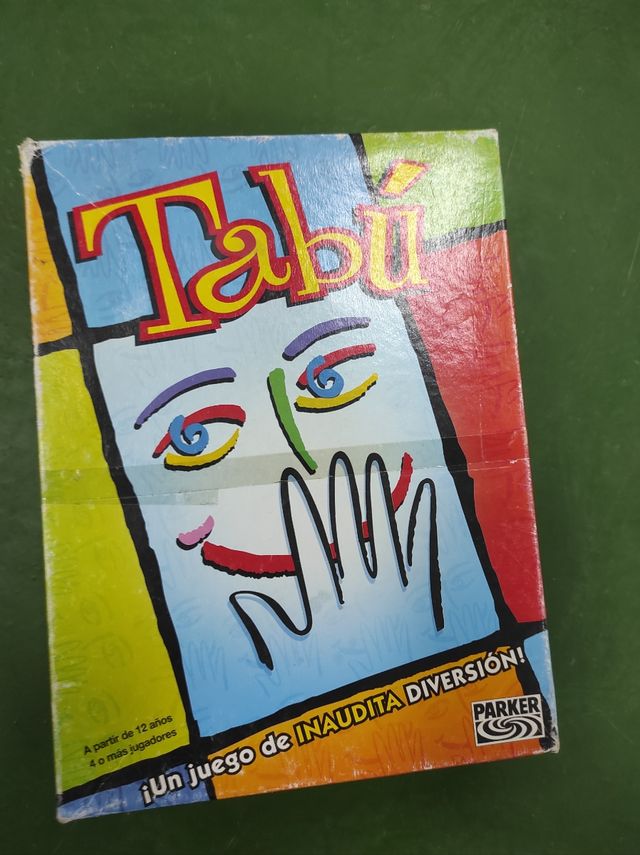 Tabú
A partir de 12 años
4 o más jugadores
¡Un juego de INAUDITA DIVERSIÓN!
PARKER